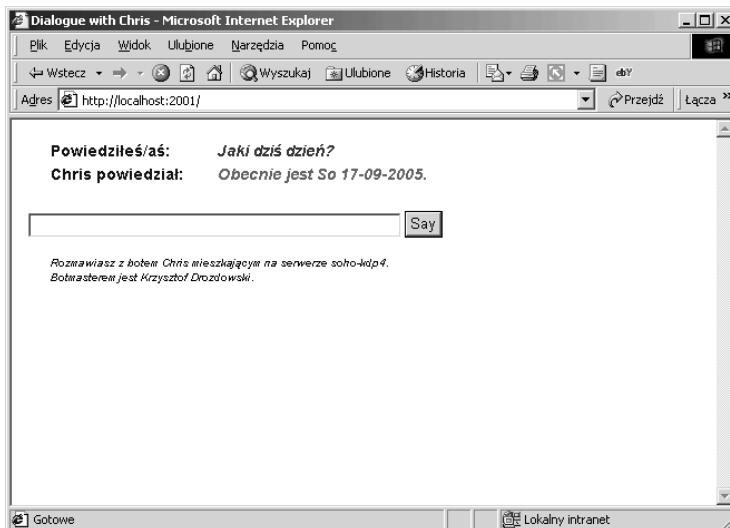 Dialogue with Chris - Microsoft Internet Explorer
Plik Edycja Widok Ulubione Narzędzia Pomoc
Wstecz Wyszukaj Ulubione Historia
Adres http://localhost:2001/ Przejdź Łącza »
Powiedziłeś/aś: Jaki dziś dzień?
Chris powiedział: Obecnie jest So 17-09-2005.
Say
Rozmawiasz z botem Chris mieszkającym na serwerze soho-kdp4.
Botmasterem jest Krzysztof Drozdowski.
Gotowe Lokalny intranet